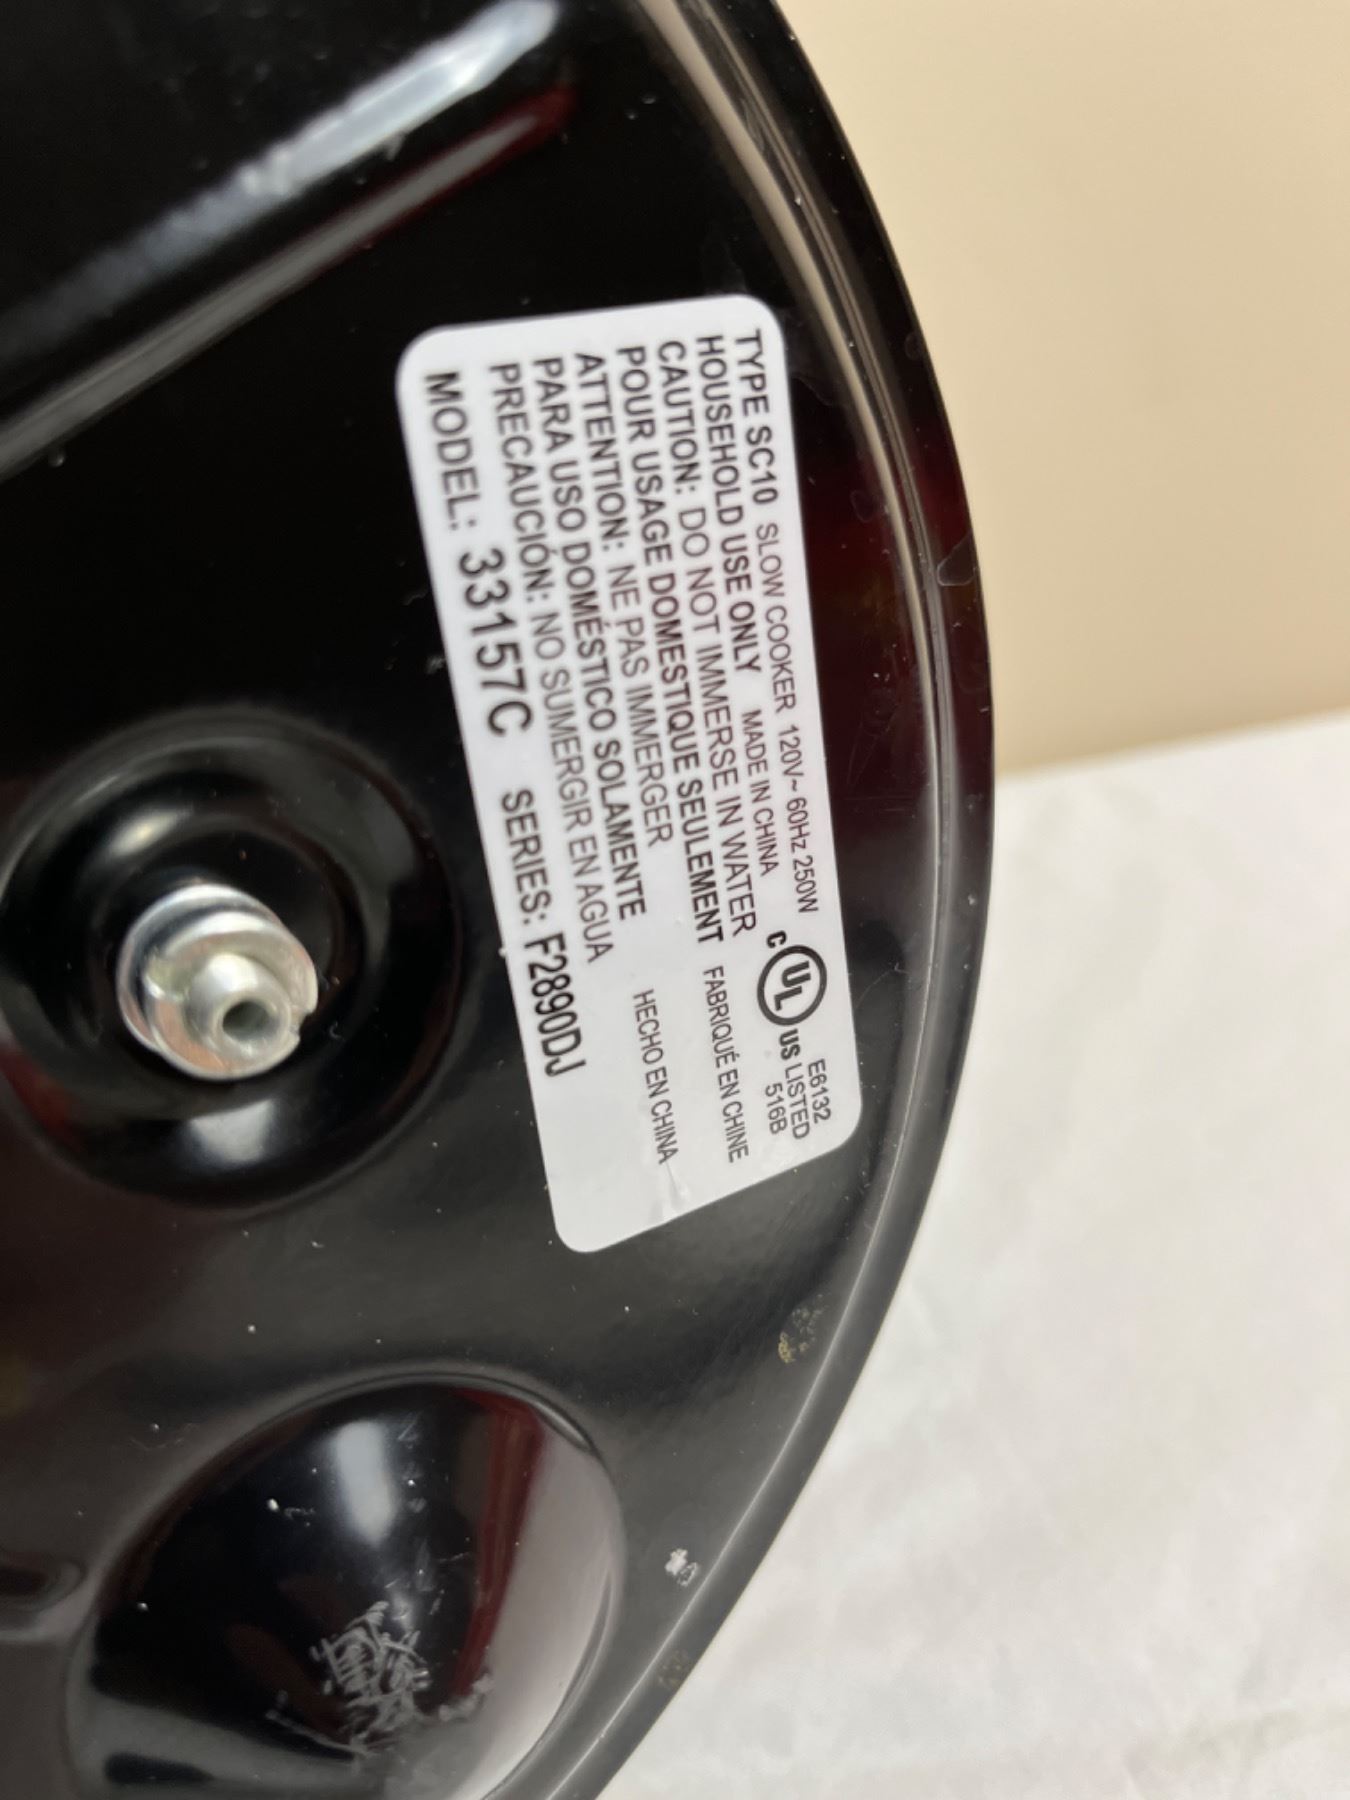 TYPE SC10 SLOW COOKER 120V~ 60Hz 250W
HOUSEHOLD USE ONLY MADE IN CHINA
CAUTION: DO NOT IMMERSE IN WATER
C UL US LISTED
E6132
516B
POUR USAGE DOMESTIQUE SEULEMENT FABRIQUÉ EN CHINE
ATTENTION: NE PAS IMMERGER
PARA USO DOMÉSTICO SOLAMENTE HECHO EN CHINA
PRECAUCIÓN: NO SUMERGIR EN AGUA
MODEL: 33157C SERIES: F2890DJ